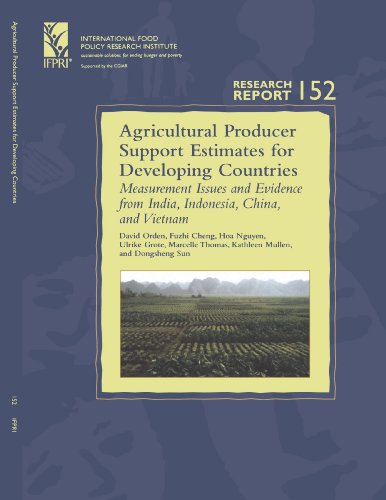 Agricultural Producer Support Estimates for Developing Countries
152
IFPRI
IFPRI®
INTERNATIONAL FOOD
POLICY RESEARCH INSTITUTE
sustainable solutions for ending hunger and poverty
Supported by the CGIAR
RESEARCH
REPORT 152
Agricultural Producer
Support Estimates for
Developing Countries
Measurement Issues and Evidence
from India, Indonesia, China,
and Vietnam
David Orden, Fuzhi Cheng, Hoa Nguyen,
Ulrike Grote, Marcelle Thomas, Kathleen Mullen,
and Dongsheng Sun